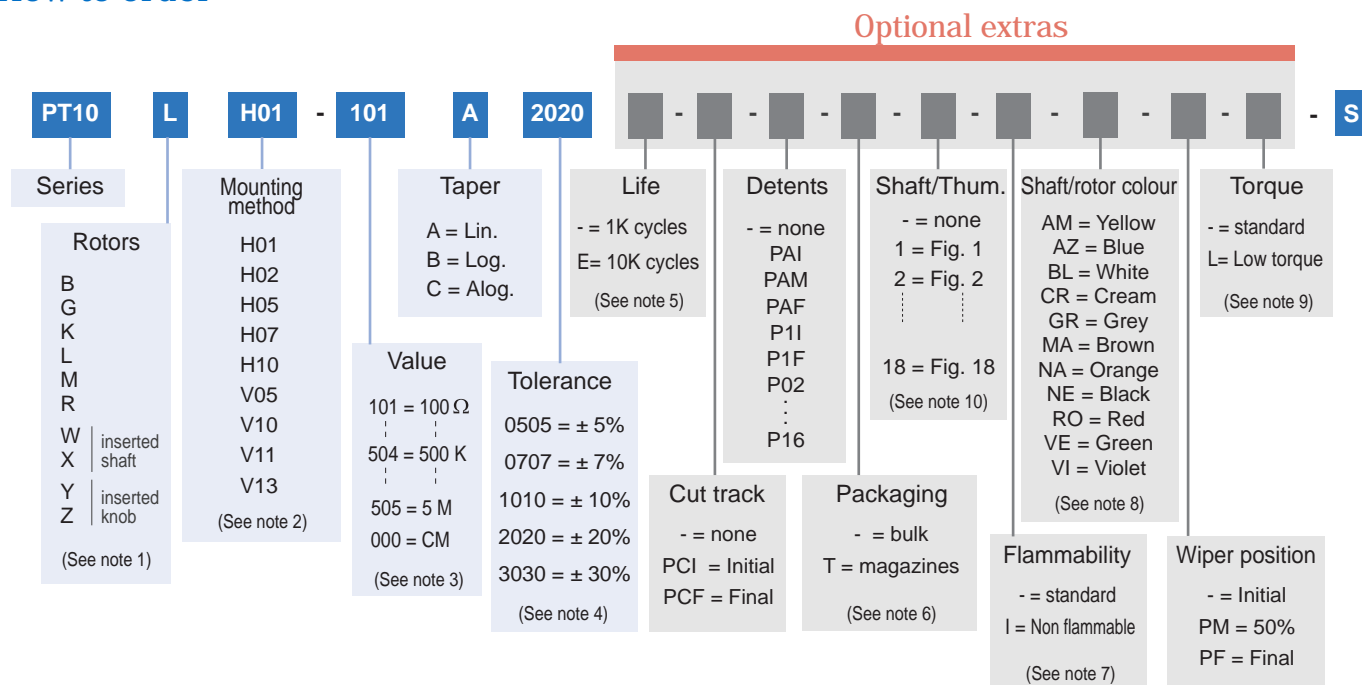 Optional extras
PT10 L H01 - 101 A 2020 - - - - - - - - - S
Series
Rotors
B
G
K
L
M
R
W
X
inserted
shaft
Y
Z
inserted
knob
(See note 1)
Mounting
method
H01
H02
H05
H07
H10
V05
V10
V11
V13
(See note 2)
Value
101 = 100 Ω
504 = 500 K
505 = 5 M
000 = CM
(See note 3)
Taper
A = Lin.
B = Log.
C = Alog.
Tolerance
0505 = ± 5%
0707 = ± 7%
1010 = ± 10%
2020 = ± 20%
3030 = ± 30%
(See note 4)
Life
- = 1K cycles
E= 10K cycles
(See note 5)
Cut track
- = none
PCI = Initial
PCF = Final
Detents
- = none
PAI
PAM
PAF
P1I
P1F
P02
:
P16
Packaging
- = bulk
T = magazines
(See note 6)
Shaft/Thum.
- = none
1 = Fig. 1
2 = Fig. 2
18 = Fig. 18
(See note 10)
Flammability
- = standard
I = Non flammable
(See note 7)
Shaft/rotor colour
AM = Yellow
AZ = Blue
BL = White
CR = Cream
GR = Grey
MA = Brown
NA = Orange
NE = Black
RO = Red
VE = Green
VI = Violet
(See note 8)
Wiper position
- = Initial
PM = 50%
PF = Final
Torque
- = standard
L= Low torque
(See note 9)